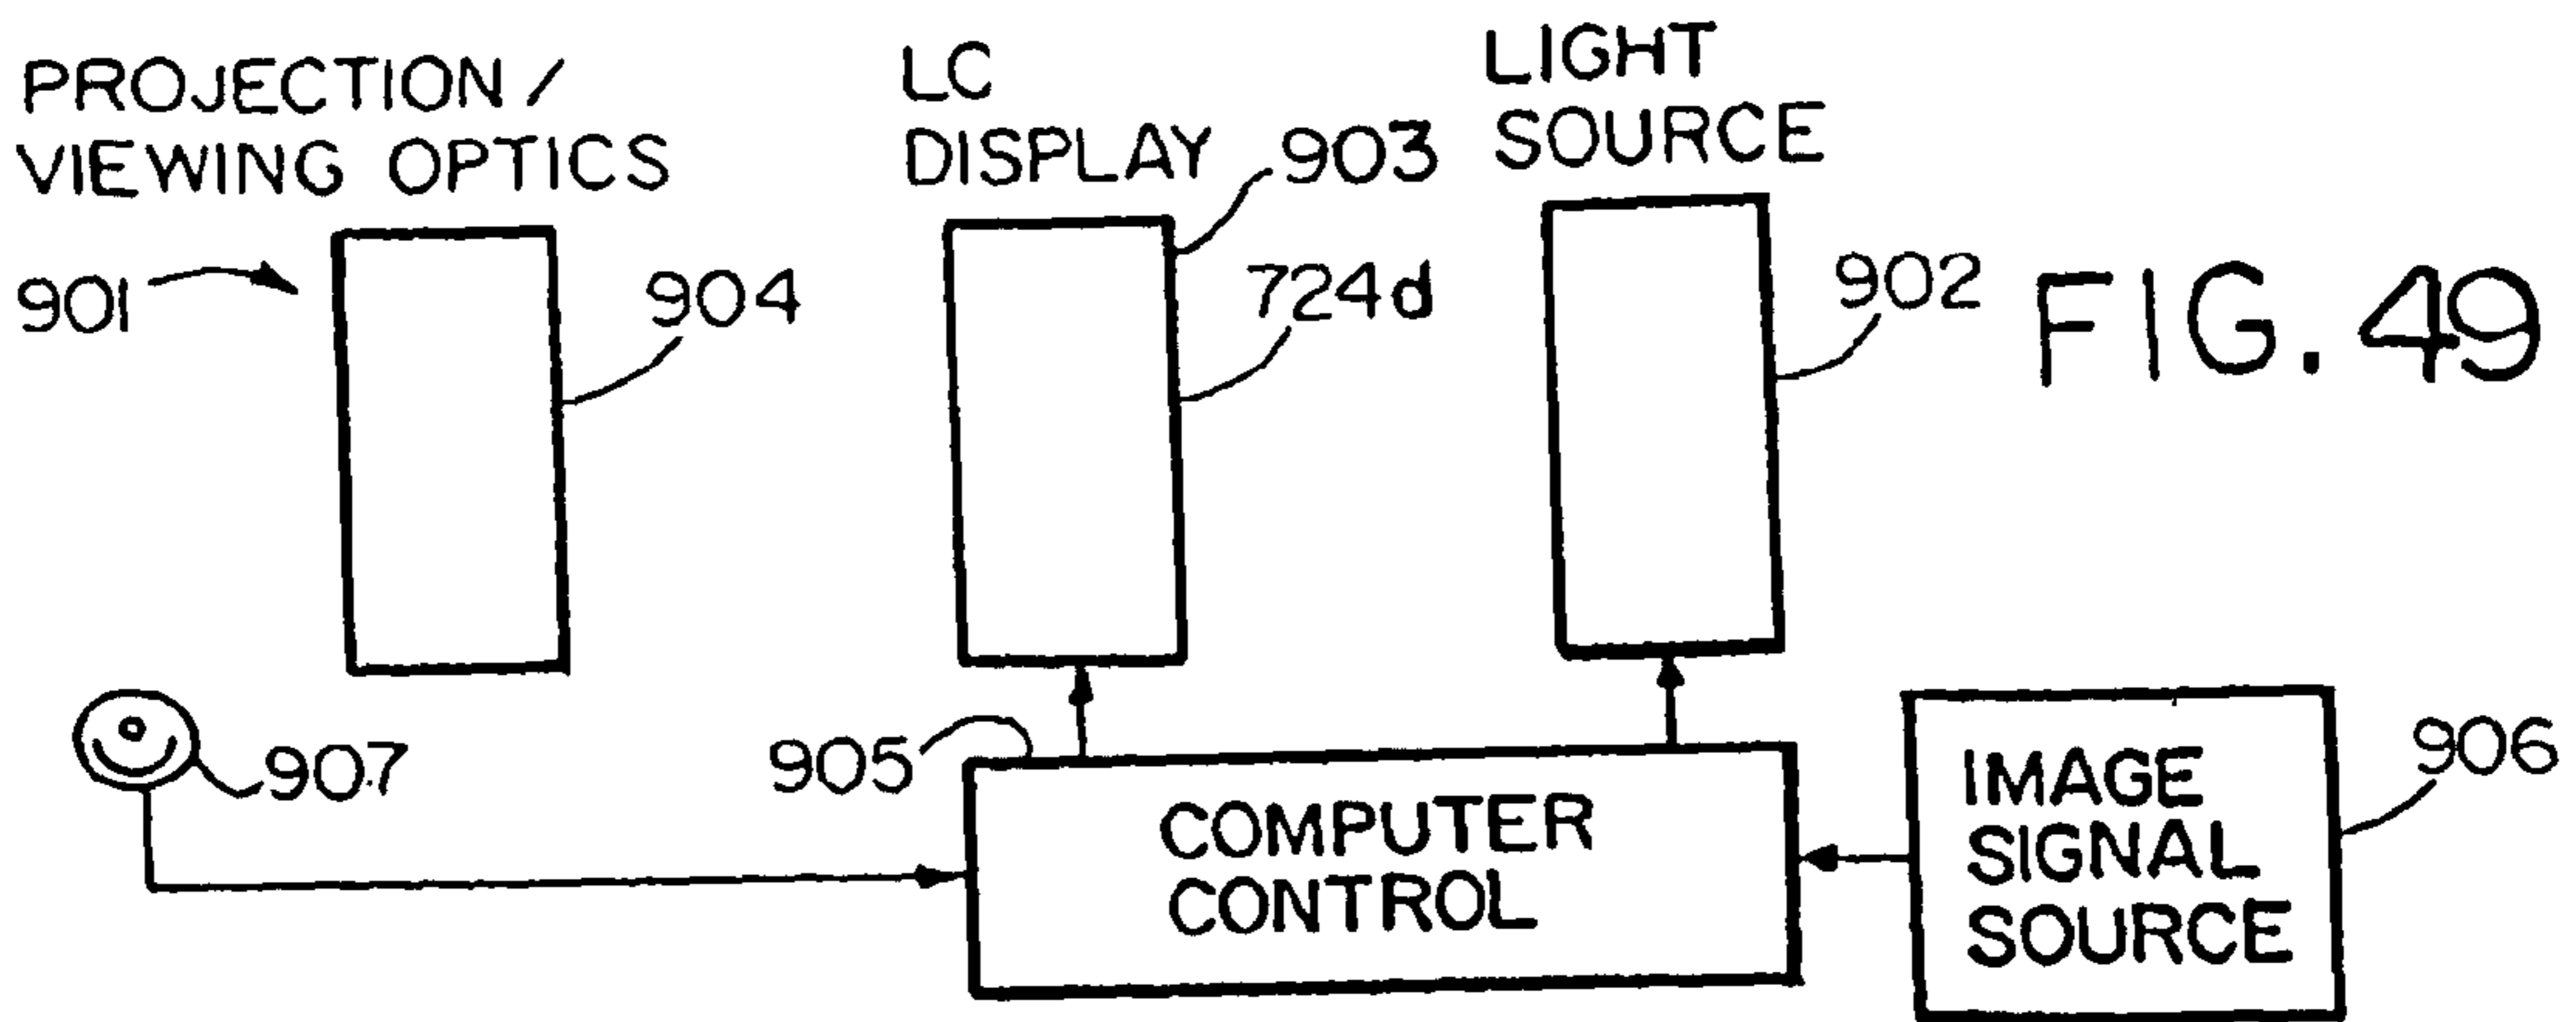 PROJECTION /
VIEWING OPTICS
LC
DISPLAY
LIGHT
SOURCE
903
901
904
724d
902
FIG. 49
907
905
COMPUTER
CONTROL
IMAGE
SIGNAL
SOURCE
906